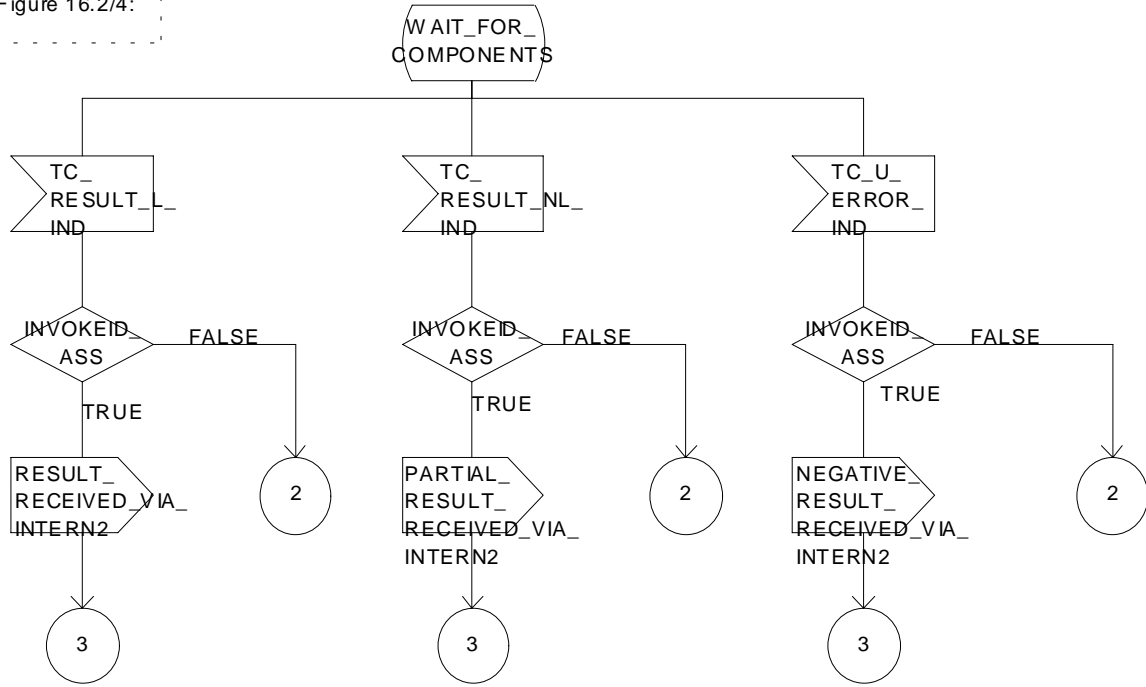 Figure 16.2/4:
WAIT_FOR_
COMPONENTS
TC_
RESULT_L_
IND
TC_
RESULT_NL_
IND
TC_U_
ERROR_
IND
INVOKEID_
ASS
FALSE
TRUE
INVOKEID_
ASS
FALSE
TRUE
INVOKEID_
ASS
FALSE
TRUE
RESULT_
RECEIVED_VIA_
INTERN2
2
PARTIAL_
RESULT_
RECEIVED_VIA_
INTERN2
2
NEGATIVE_
RESULT_
RECEIVED_VIA_
INTERN2
2
3
3
3